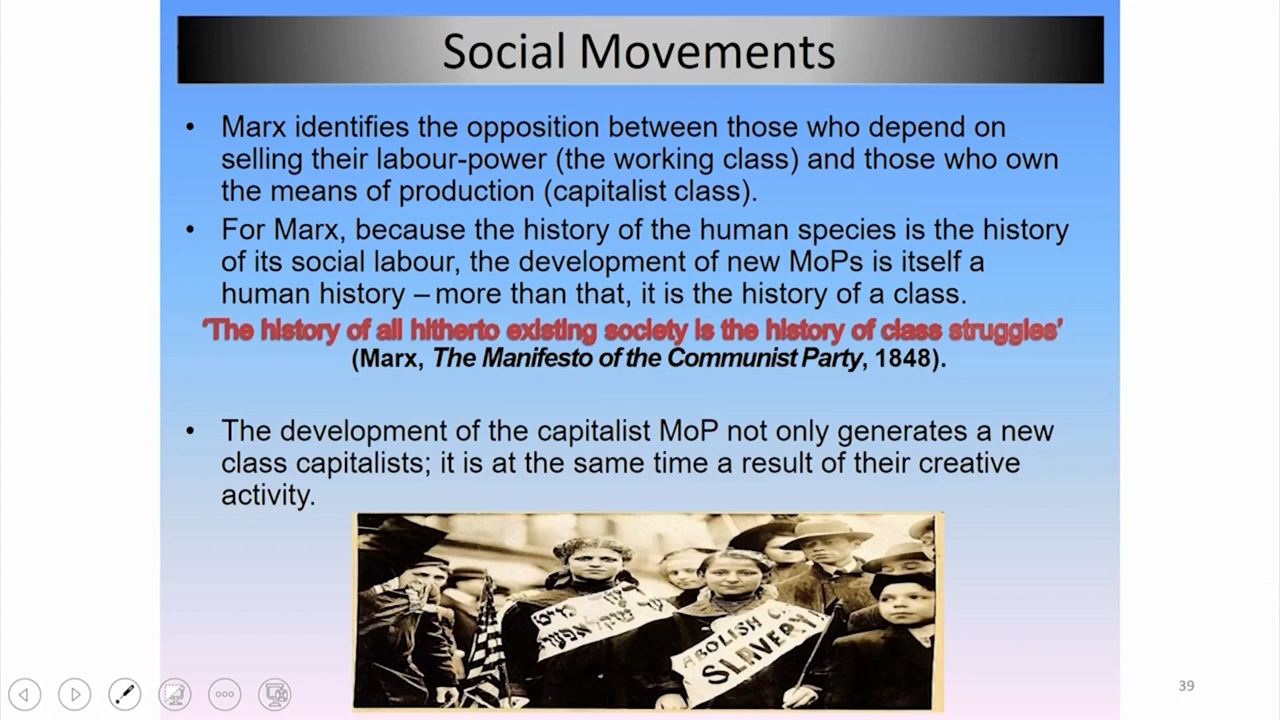 Social Movements
• Marx identifies the opposition between those who depend on
selling their labour-power (the working class) and those who own
the means of production (capitalist class).
• For Marx, because the history of the human species is the history
of its social labour, the development of new MoPs is itself a
human history – more than that, it is the history of a class.
‘The history of all hitherto existing society is the history of class struggles’
(Marx, The Manifesto of the Communist Party, 1848).
• The development of the capitalist MoP not only generates a new
class capitalists; it is at the same time a result of their creative
activity.
ABOLISH
SLAVERY
39